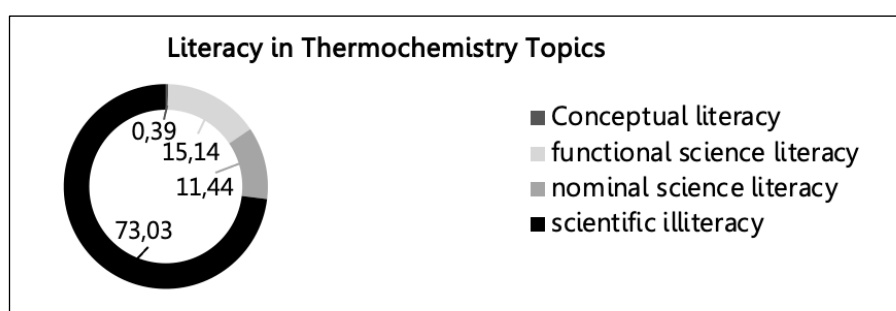 Literacy in Thermochemistry Topics
0,39
15,14
11,44
73,03
Conceptual literacy
functional science literacy
nominal science literacy
scientific illiteracy